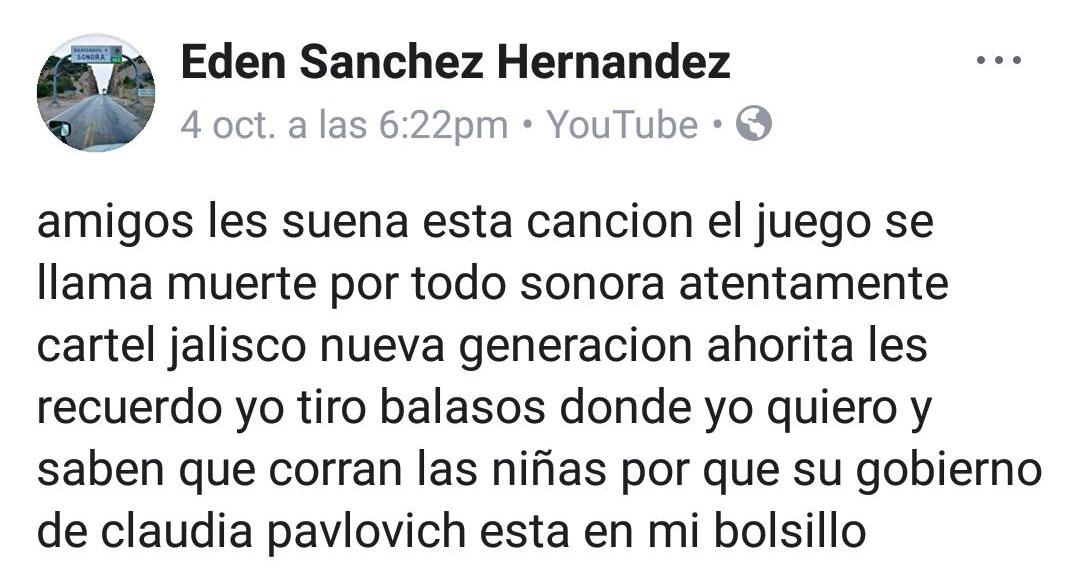 BIENVENIDOS A
SONORA
Eden Sanchez Hernandez
4 oct. a las 6:22pm • YouTube •
amigos les suena esta cancion el juego se
llama muerte por todo sonora atentamente
cartel jalisco nueva generacion ahorita les
recuerdo yo tiro balasos donde yo quiero y
saben que corran las niñas por que su gobierno
de claudia pavlovich esta en mi bolsillo